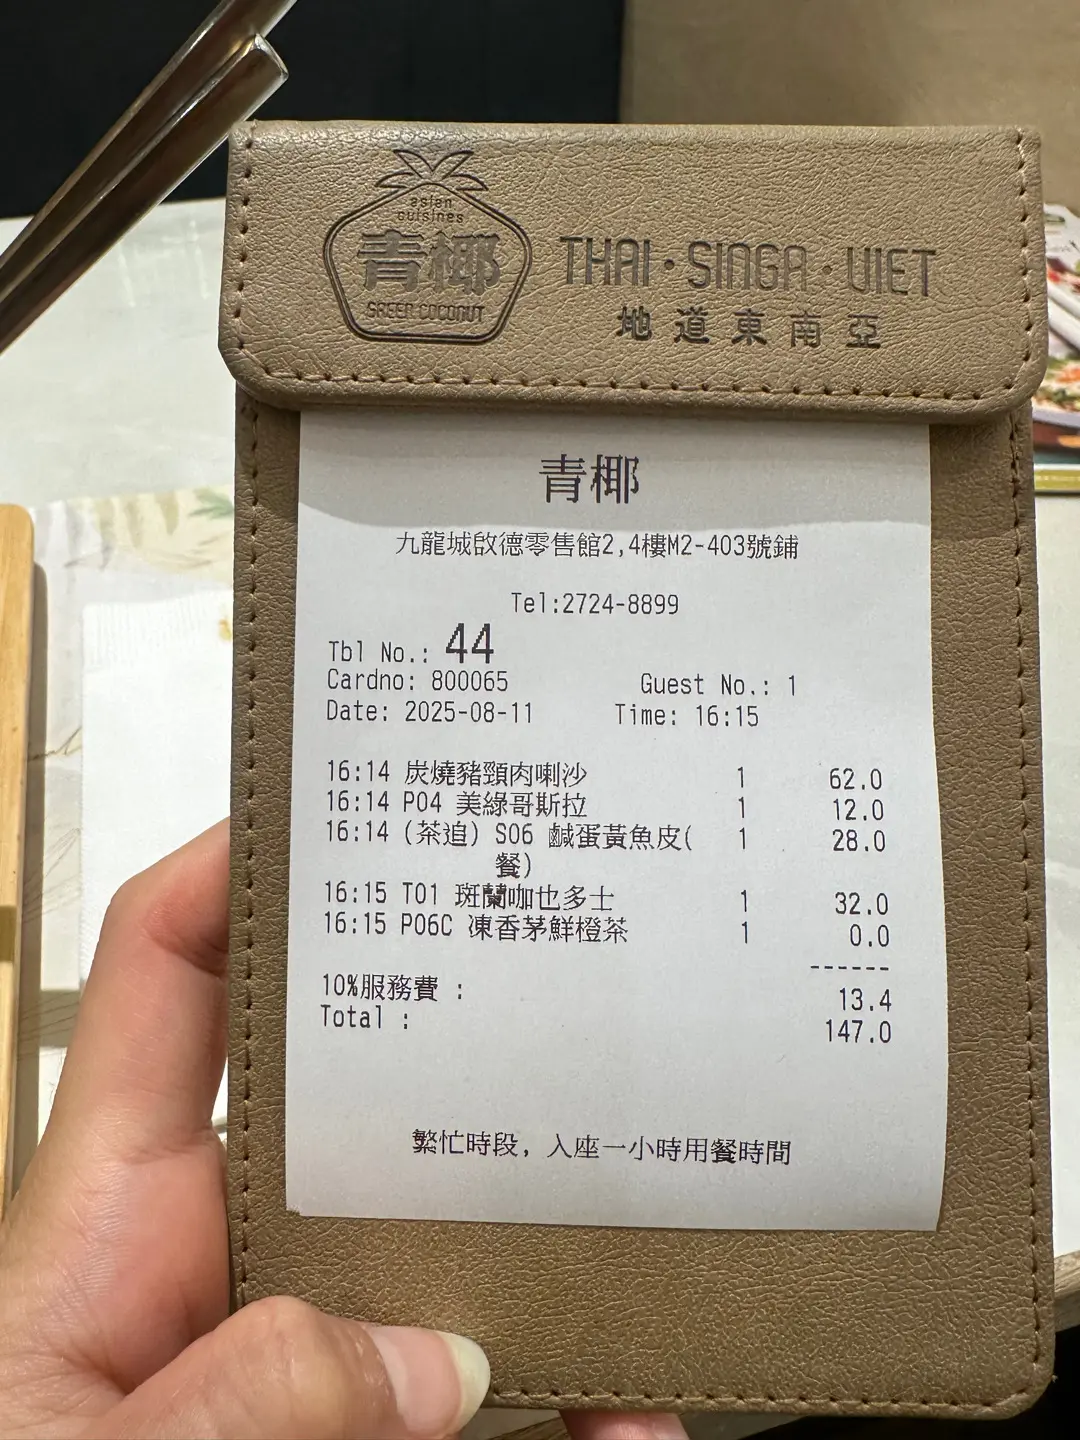 asian
cuisines
青椰
GREEN COCONUT
THAI·SINGA·VIET
地道東南亞
青椰
九龍城啟德零售館2,4樓M2-403號鋪
Tel:2724-8899
Tbl No.: 44
Cardno: 800065 Guest No.: 1
Date: 2025-08-11 Time: 16:15
16:14 炭燒豬頸肉喇沙 1 62.0
16:14 P04 美綠哥斯拉 1 12.0
16:14 (茶追) S06 鹹蛋黃魚皮( 1 28.0
餐)
16:15 T01 斑蘭咖也多士 1 32.0
16:15 P06C 凍香茅鮮橙茶 1 0.0
------
10%服務費 : 13.4
Total : 147.0
繁忙時段, 入座一小時用餐時間